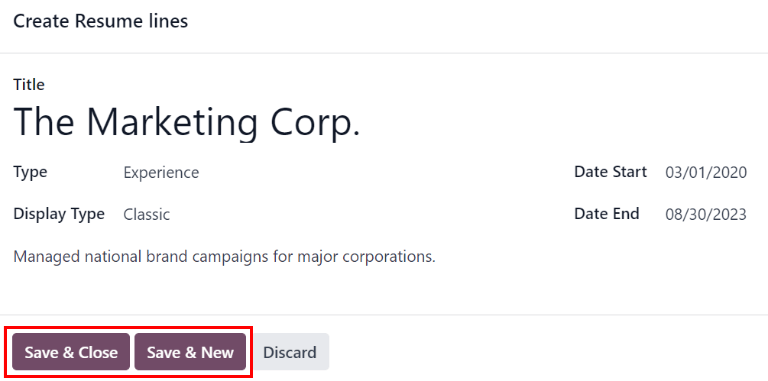 Create Resume lines
Title
The Marketing Corp.
Type Experience Date Start 03/01/2020
Display Type Classic Date End 08/30/2023
Managed national brand campaigns for major corporations.
Save & Close Save & New Discard